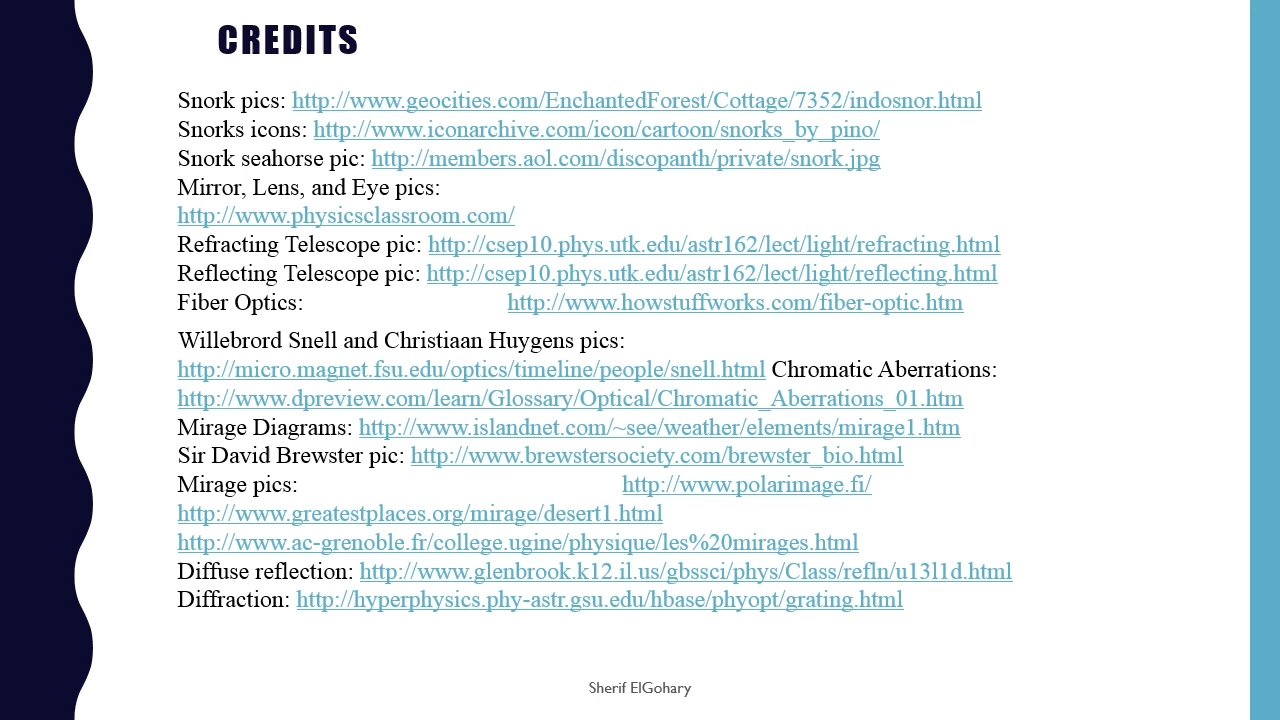 CREDITS
Snork pics: http://www.geocities.com/EnchantedForest/Cottage/7352/indosnor.html
Snorks icons: http://www.iconarchive.com/icon/cartoon/snorks_by_pino/
Snork seahorse pic: http://members.aol.com/discopanth/private/snork.jpg
Mirror, Lens, and Eye pics:
http://www.physicsclassroom.com/
Refracting Telescope pic: http://csep10.phys.utk.edu/astr162/lect/light/refracting.html
Reflecting Telescope pic: http://csep10.phys.utk.edu/astr162/lect/light/reflecting.html
Fiber Optics: http://www.howstuffworks.com/fiber-optic.htm
Willebrord Snell and Christiaan Huygens pics:
http://micro.magnet.fsu.edu/optics/timeline/people/snell.html Chromatic Aberrations:
http://www.dpreview.com/learn/Glossary/Optical/Chromatic_Aberrations_01.htm
Mirage Diagrams: http://www.islandnet.com/~see/weather/elements/mirage1.htm
Sir David Brewster pic: http://www.brewstersociety.com/brewster_bio.html
Mirage pics: http://www.polarimage.fi/
http://www.greatestplaces.org/mirage/desert1.html
http://www.ac-grenoble.fr/college.ugine/physique/les%20mirages.html
Diffuse reflection: http://www.glenbrook.k12.il.us/gbssci/phys/Class/refln/u13l1d.html
Diffraction: http://hyperphysics.phy-astr.gsu.edu/hbase/phyopt/grating.html
Sherif ElGohary